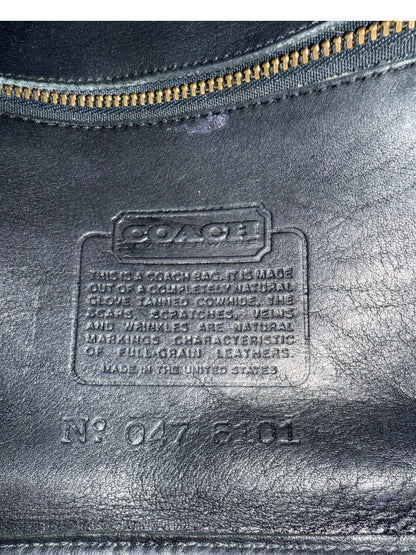 COACH
THIS IS A COACH BAG. IT IS MADE
OUT OF A COMPLETELY NATURAL
GLOVE TANNED COWHIDE. THE
SCARS, SCRATCHES, VEINS
AND WRINKLES ARE NATURAL
MARKINGS CHARACTERISTIC
OF FULL-GRAIN LEATHERS.
MADE IN THE UNITED STATES
Nº 047 8101